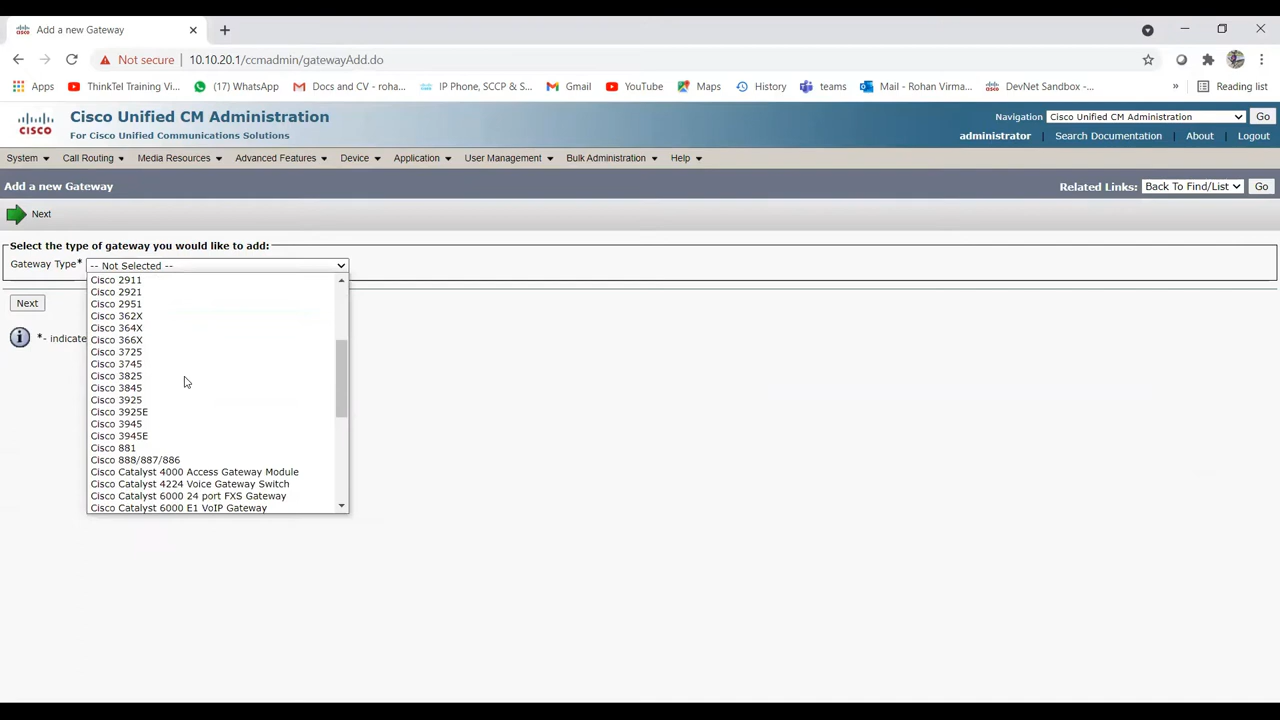 Add a new Gateway
Not secure 10.10.20.1/ccmadmin/gatewayAdd.do
Apps ThinkTel Training Vi... (17) WhatsApp Docs and CV - roha... IP Phone, SCCP & S... Gmail YouTube Maps History teams Mail - Rohan Virma... DevNet Sandbox -... » Reading list
CISCO
Cisco Unified CM Administration
For Cisco Unified Communications Solutions
Navigation Cisco Unified CM Administration Go
administrator Search Documentation About Logout
System Call Routing Media Resources Advanced Features Device Application User Management Bulk Administration Help
Add a new Gateway
Related Links: Back To Find/List Go
Next
Select the type of gateway you would like to add:
Gateway Type* -- Not Selected --
Cisco 2911
Cisco 2921
Cisco 2951
Cisco 362X
Cisco 364X
Cisco 366X
Cisco 3725
Cisco 3745
Cisco 3825
Cisco 3845
Cisco 3925
Cisco 3925E
Cisco 3945
Cisco 3945E
Cisco 881
Cisco 888/887/886
Cisco Catalyst 4000 Access Gateway Module
Cisco Catalyst 4224 Voice Gateway Switch
Cisco Catalyst 6000 24 port FXS Gateway
Cisco Catalyst 6000 E1 VoIP Gateway
Next
*- indicate